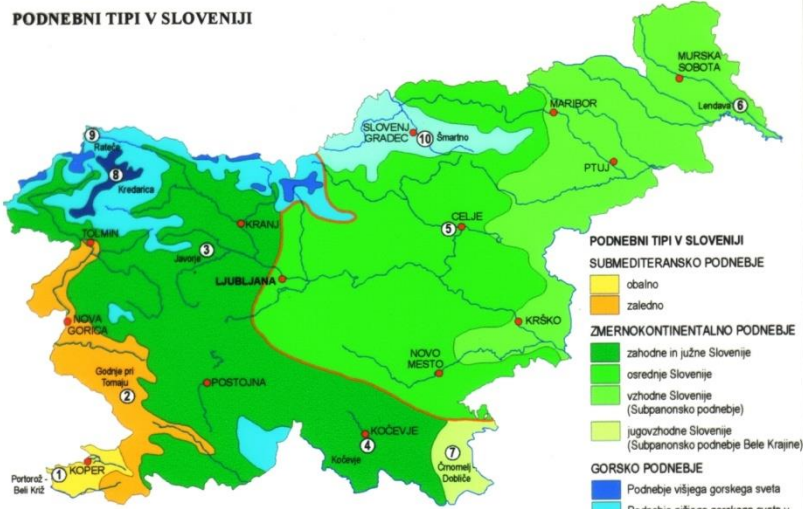 PODNEBNI TIPI V SLOVENIJI
MURSKA
SOBOTA
Lendava
6
MARIBOR
SLOVENJ
GRADEC
10
Šmartno
PTUJ
9
Rateče
8
Kredarica
KRANJ
TOLMIN
3
Javorje
CELJE
5
LJUBLJANA
NOVA
GORICA
KRŠKO
NOVO
MESTO
Godnje pri
Tomaju
2
POSTOJNA
KOČEVJE
4
Kočevje
7
Črnomelj
Dobliče
KOPER
1
Portorož -
Beli Križ
PODNEBNI TIPI V SLOVENIJI
SUBMEDITERANSKO PODNEBJE
obalno
zaledno
ZMERNOKONTINENTALNO PODNEBJE
zahodne in južne Slovenije
osrednje Slovenije
vzhodne Slovenije
(Subpanonsko podnebje)
jugovzhodne Slovenije
(Subpanonsko podnebje Bele Krajine)
GORSKO PODNEBJE
Podnebje višjega gorskega sveta
Podnebje nižjega gorskega sveta v